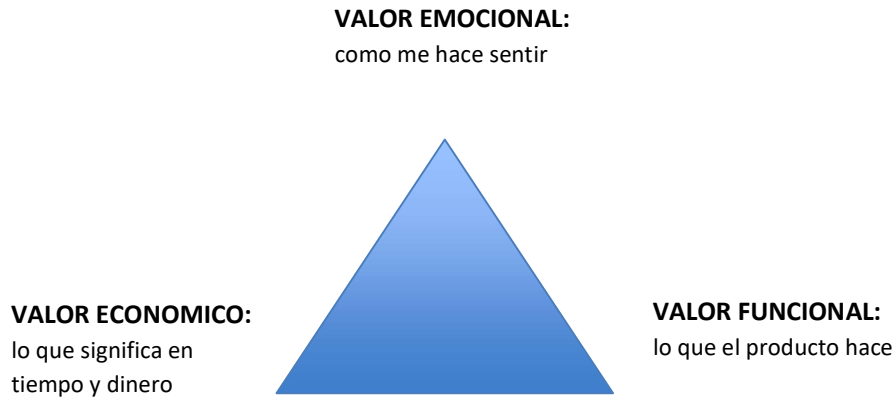 VALOR EMOCIONAL:
como me hace sentir
VALOR ECONOMICO:
lo que significa en
tiempo y dinero
VALOR FUNCIONAL:
lo que el producto hace